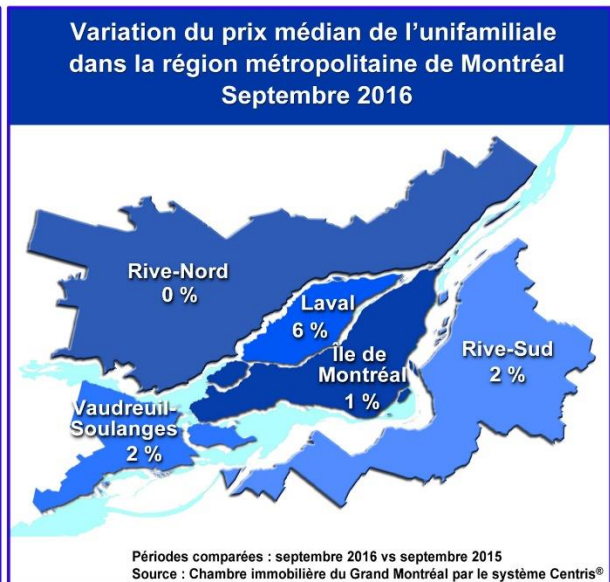 Variation du prix médian de l'unifamiliale
dans la région métropolitaine de Montréal
Septembre 2016
Rive-Nord
0 %
Laval
6 %
Île de
Montréal
1 %
Rive-Sud
2 %
Vaudreuil-
Soulanges
2 %
Périodes comparées : septembre 2016 vs septembre 2015
Source : Chambre immobilière du Grand Montréal par le système Centris®